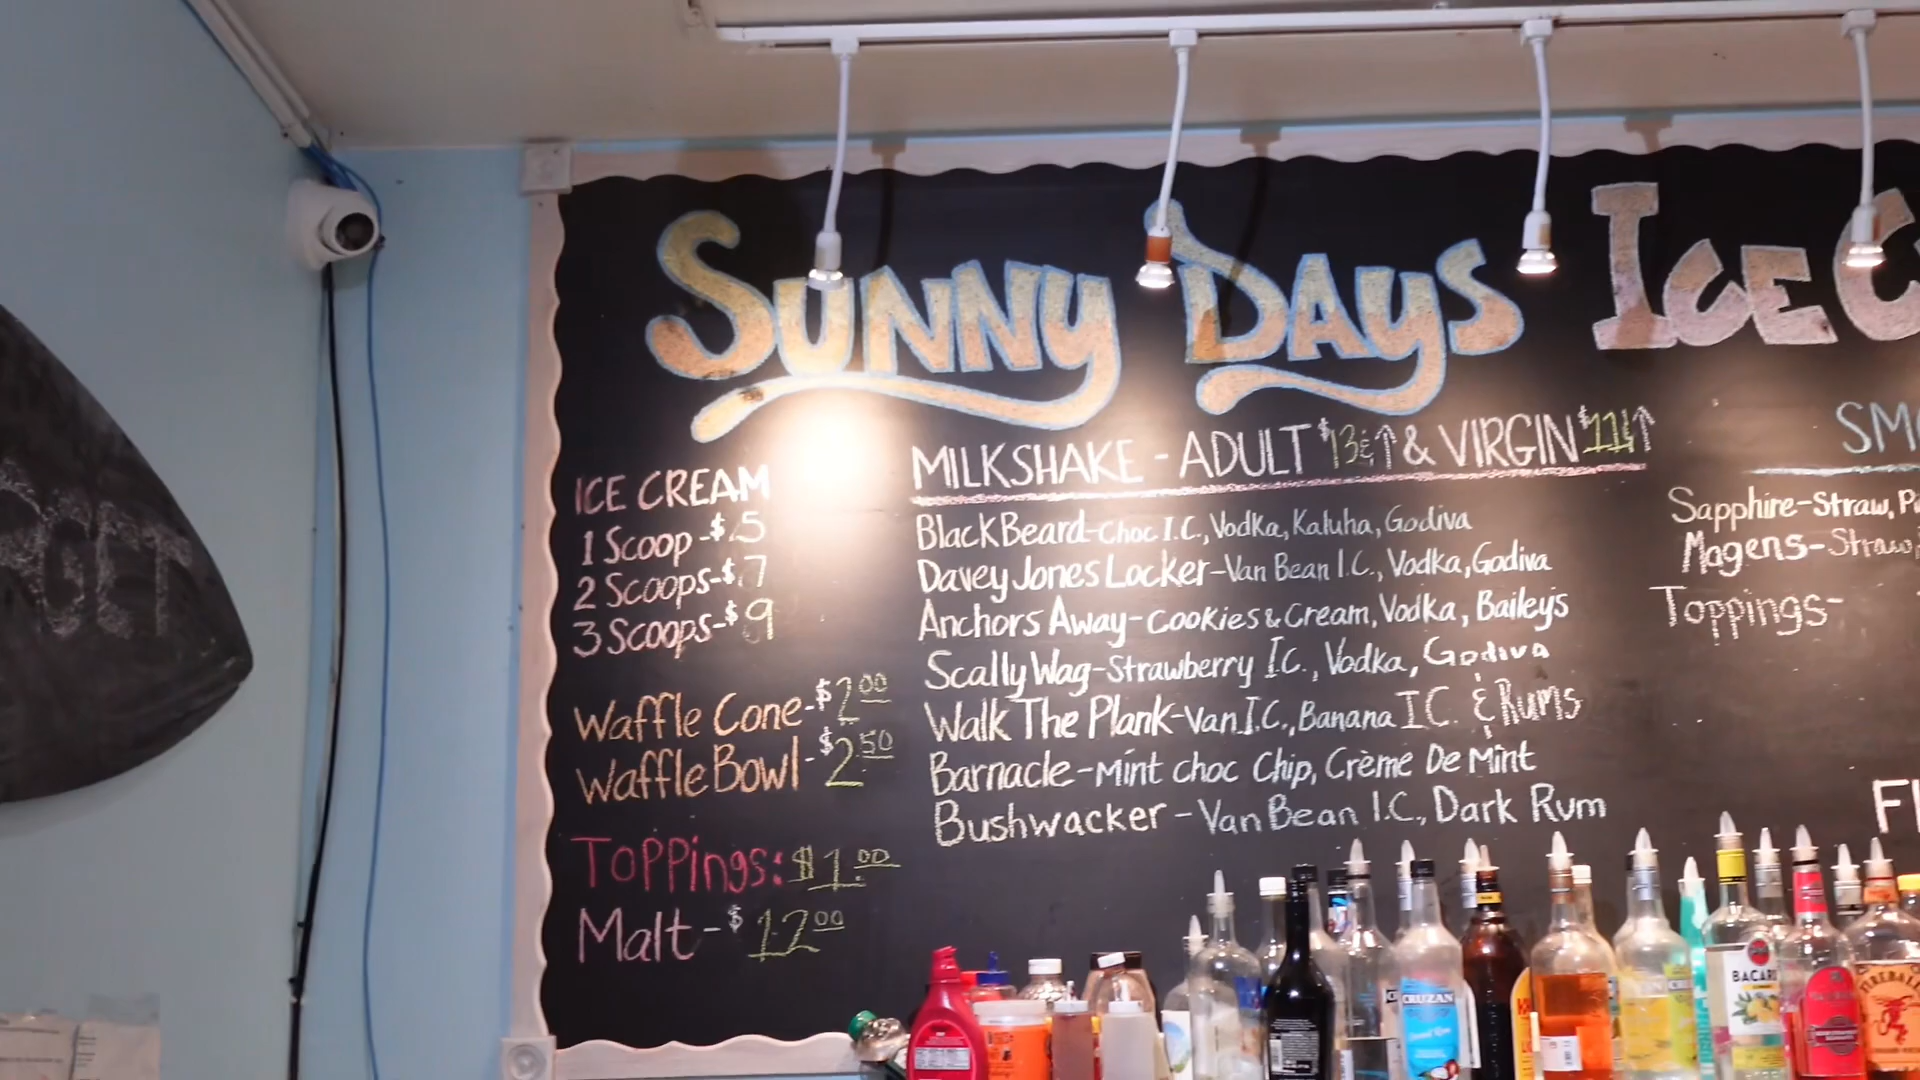 SUNNY DAYS ICE C
ICE CREAM
1 Scoop-$5
2 Scoops-$7
3 Scoops-$9
Waffle Cone-$2.00
Waffle Bowl-$2.50
Toppings: $1.00
Malt-$12.00
MILKSHAKE - ADULT $13 & ↑ & VIRGIN $11 & ↑
BlackBeard-choc I.C., Vodka, Kaluha, Godiva
Davey Jones Locker-Van Bean I.C., Vodka, Godiva
Anchors Away-Cookies & Cream, Vodka, Baileys
Scally Wag-Strawberry I.C., Vodka, Godiva
Walk The Plank-Van I.C., Banana I.C. & Rums
Barnacle-Mint choc Chip, Crème De Mint
Bushwacker - Van Bean I.C., Dark Rum
SM
Sapphire-Straw, P
Magens-Straw,
Toppings-
F
CRUZAN
BACARDI
FIREBALL